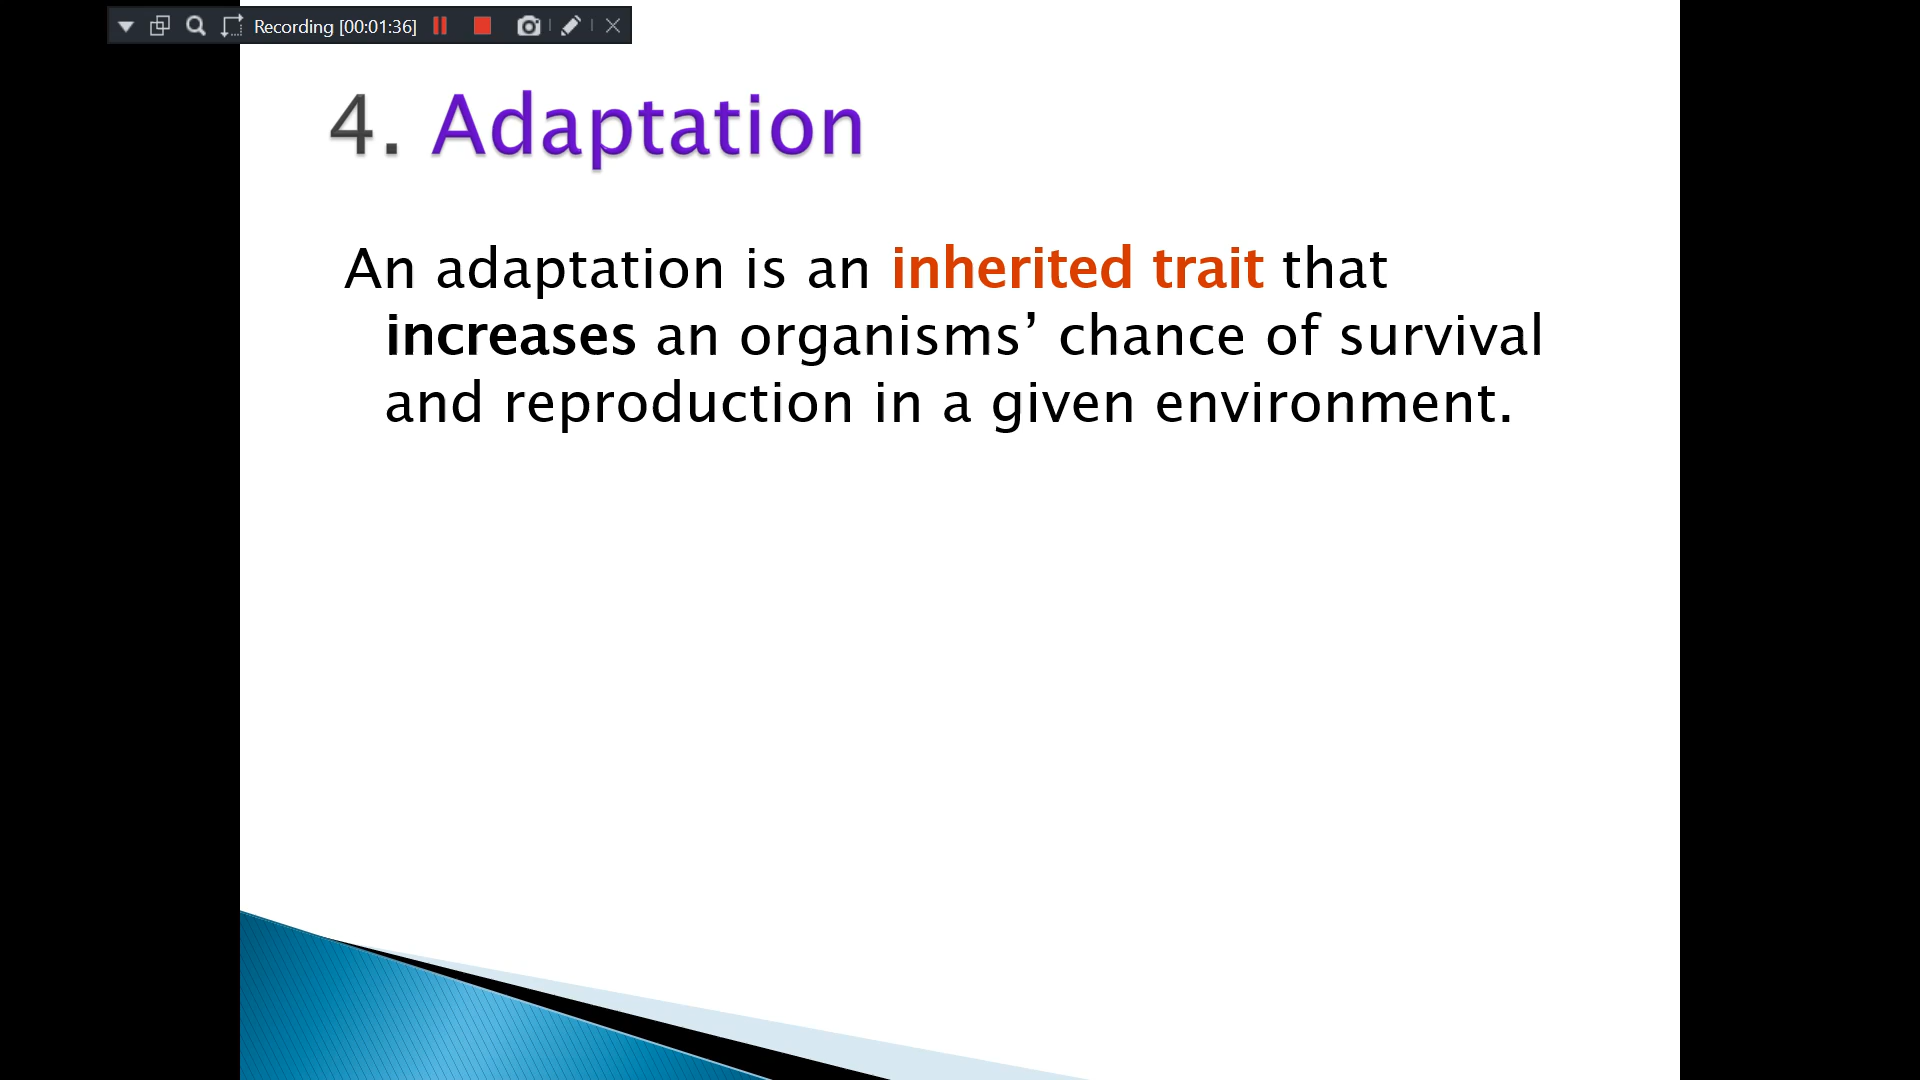 Recording [00:01:36]
4. Adaptation
An adaptation is an inherited trait that
increases an organisms’ chance of survival
and reproduction in a given environment.